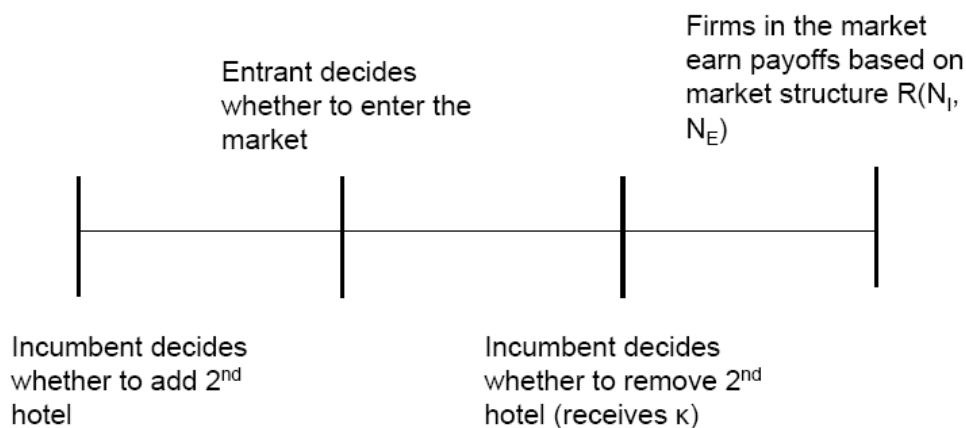 Firms in the market
earn payoffs based on
market structure R(N_I,
N_E)
Entrant decides
whether to enter the
market
Incumbent decides
whether to add 2nd
hotel
Incumbent decides
whether to remove 2nd
hotel (receives κ)